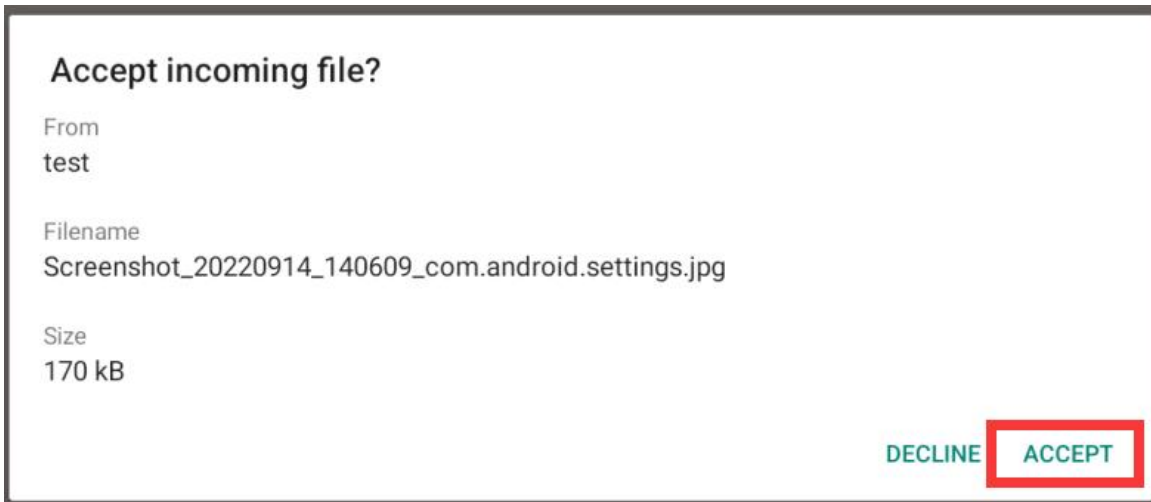 Accept incoming file?
From
test
Filename
Screenshot_20220914_140609_com.android.settings.jpg
Size
170 kB
DECLINE ACCEPT